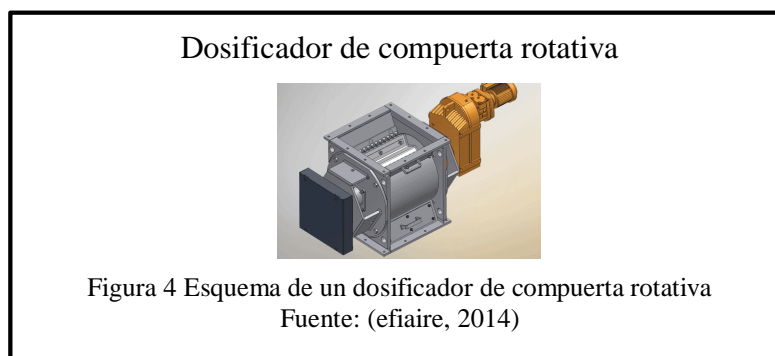 Dosificador de compuerta rotativa
Figura 4 Esquema de un dosificador de compuerta rotativa
Fuente: (efiaire, 2014)